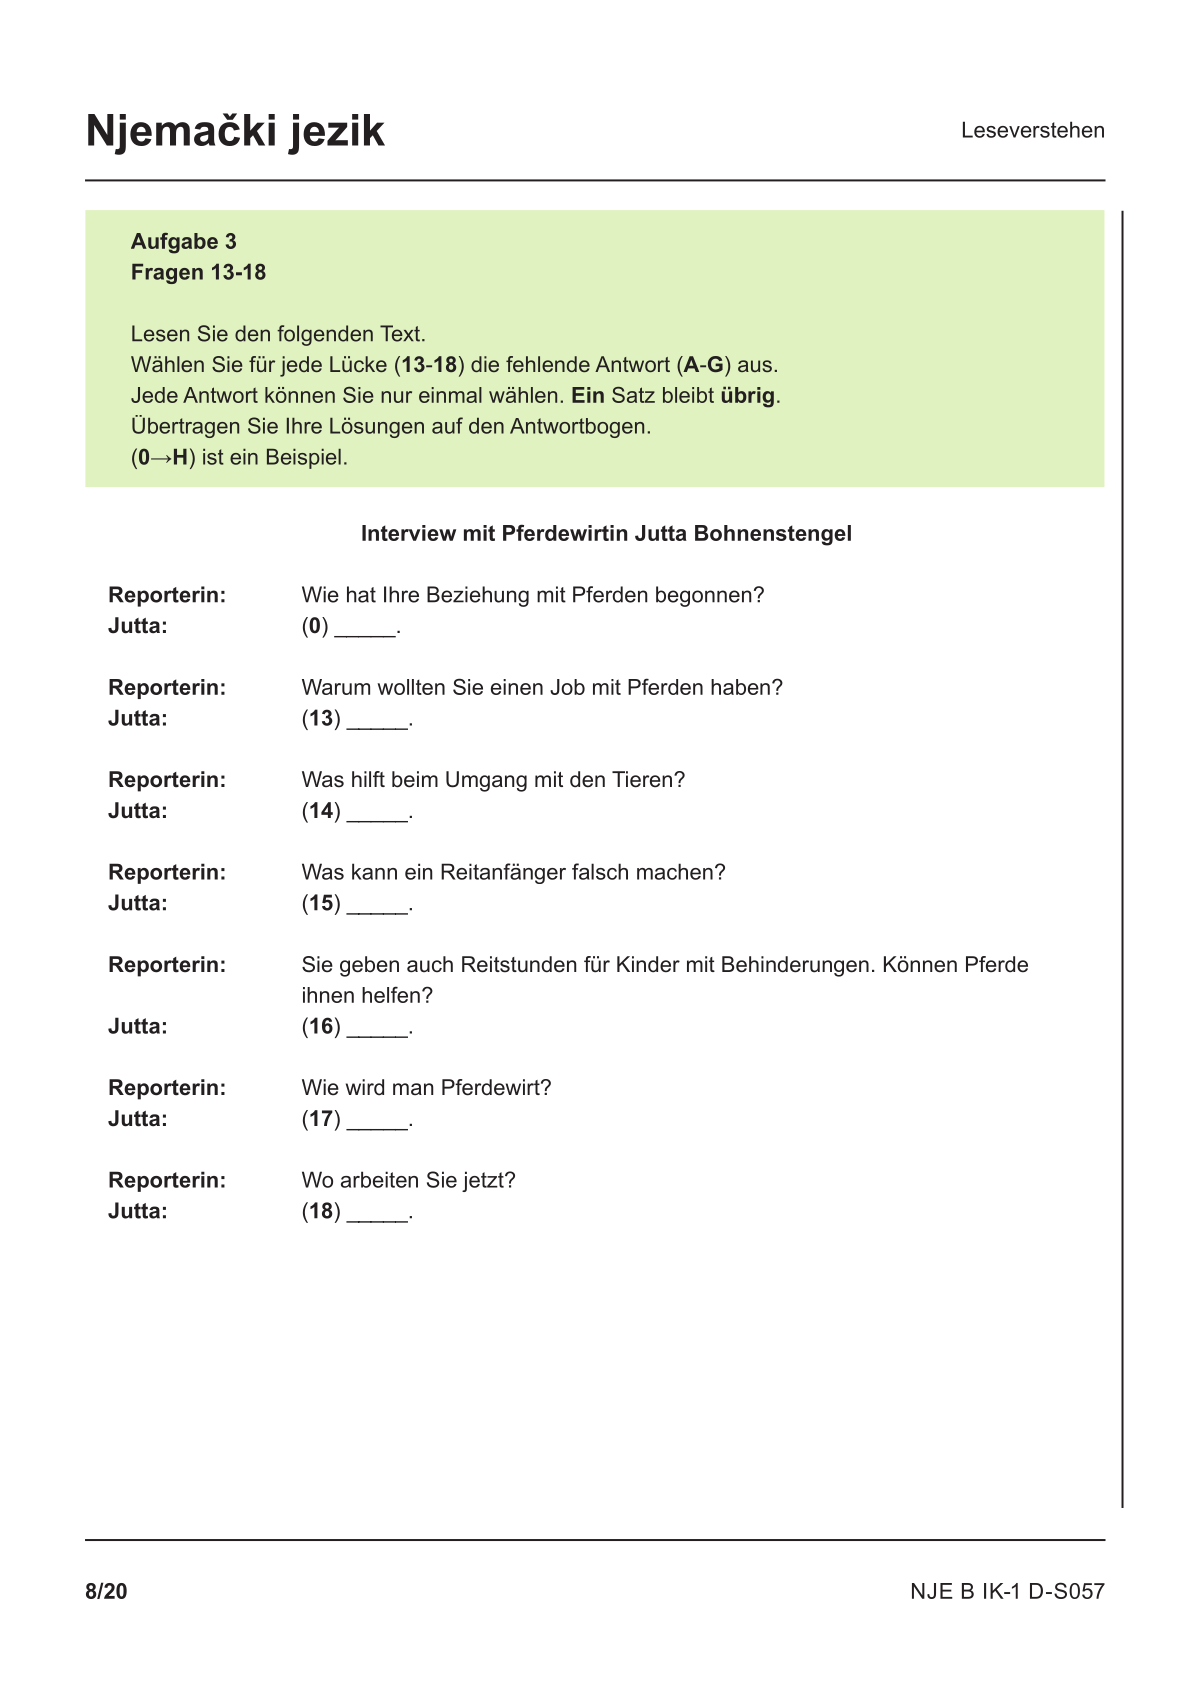 Njemački jezik
Leseverstehen
Aufgabe 3
Fragen 13-18
Lesen Sie den folgenden Text.
Wählen Sie für jede Lücke (13-18) die fehlende Antwort (A-G) aus.
Jede Antwort können Sie nur einmal wählen. Ein Satz bleibt übrig.
Übertragen Sie Ihre Lösungen auf den Antwortbogen.
(0→H) ist ein Beispiel.
Interview mit Pferdewirtin Jutta Bohnenstengel
Reporterin: Wie hat Ihre Beziehung mit Pferden begonnen?
Jutta: (0) _____.
Reporterin: Warum wollten Sie einen Job mit Pferden haben?
Jutta: (13) _____.
Reporterin: Was hilft beim Umgang mit den Tieren?
Jutta: (14) _____.
Reporterin: Was kann ein Reitanfänger falsch machen?
Jutta: (15) _____.
Reporterin: Sie geben auch Reitstunden für Kinder mit Behinderungen. Können Pferde
ihnen helfen?
Jutta: (16) _____.
Reporterin: Wie wird man Pferdewirt?
Jutta: (17) _____.
Reporterin: Wo arbeiten Sie jetzt?
Jutta: (18) _____.
8/20
NJE B IK-1 D-S057